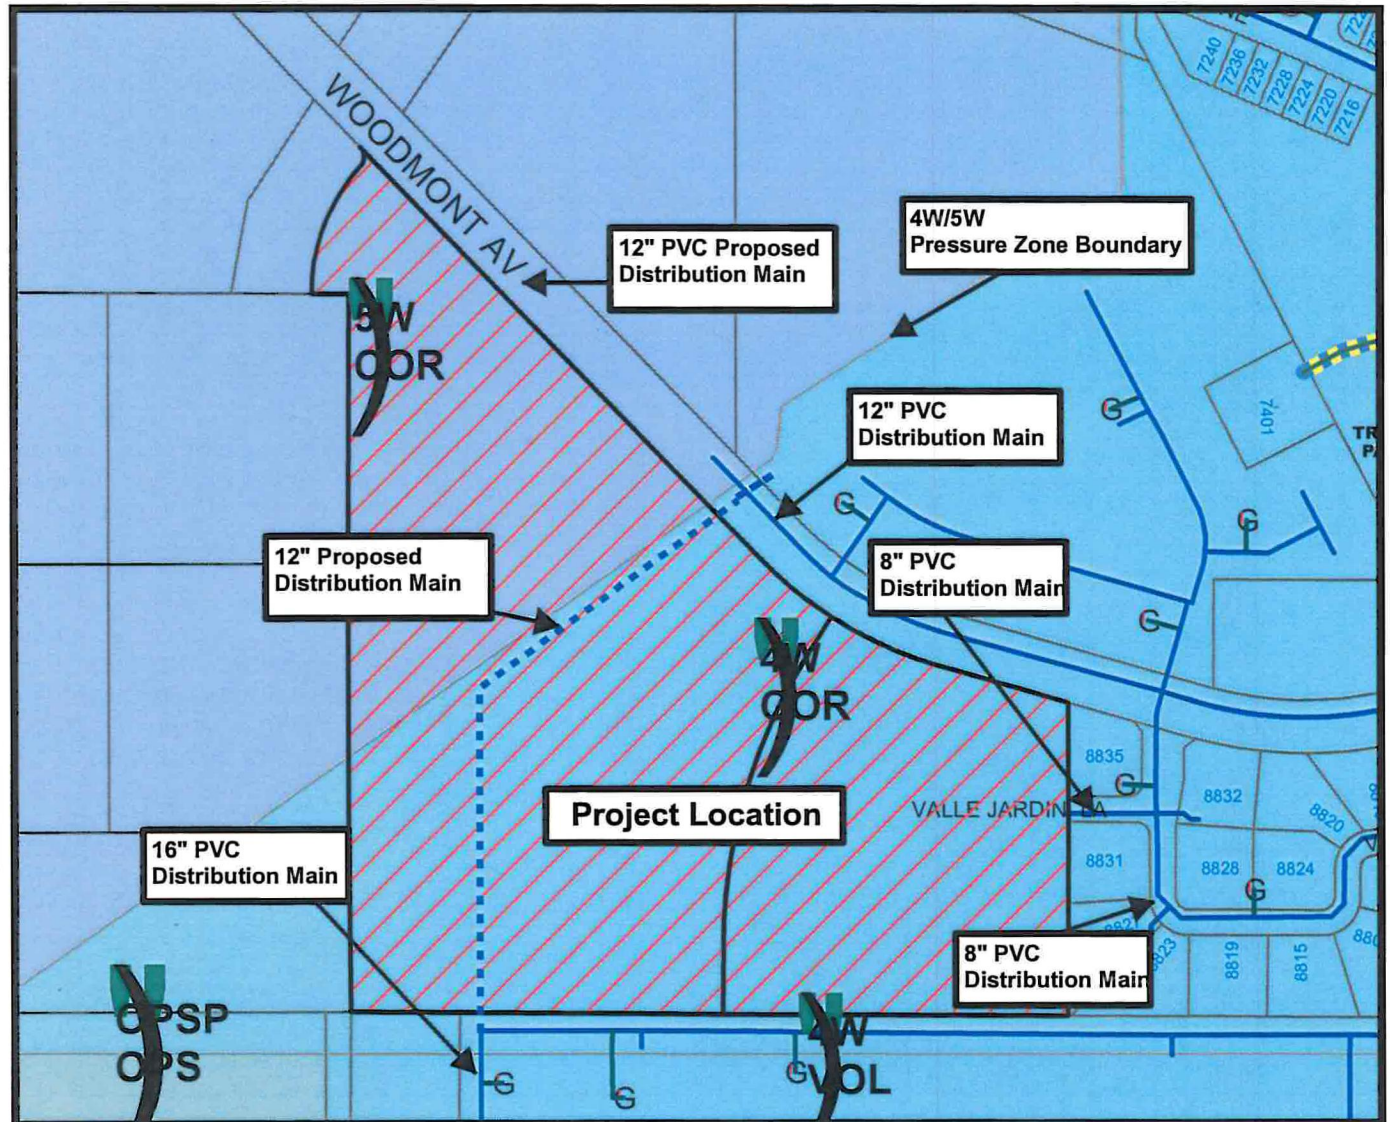 7240
7236
7232
7228
7224
7220
7216
WOODMONT AV
12" PVC Proposed
Distribution Main
4W/5W
Pressure Zone Boundary
5W
COR
12" PVC
Distribution Main
7401
12" Proposed
Distribution Main
8" PVC
Distribution Main
G
G
G
G
4W
COR
8835
G
Project Location
VALLE JARDIN LA
8832
8820
16" PVC
Distribution Main
8831
8828
8824
G
8" PVC
Distribution Main
8819
8815
OPSP
OPS
4W
VOL
G
G
G